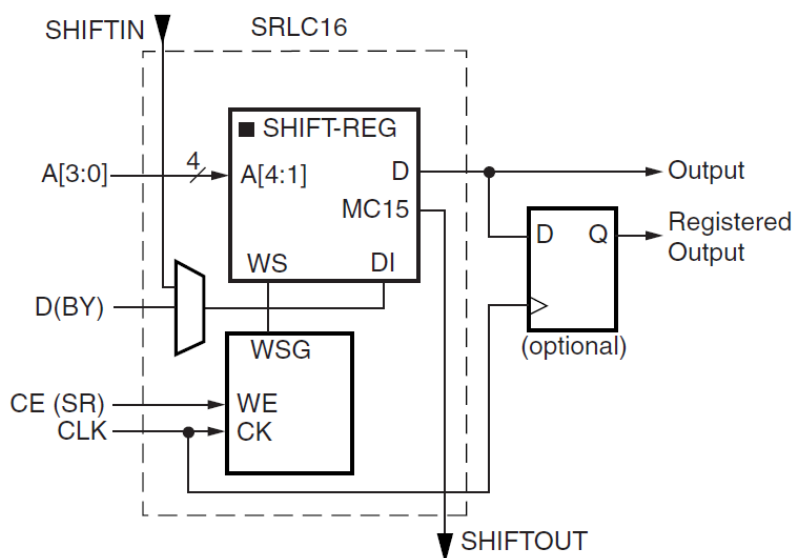 SHIFTIN
SRLC16
SHIFT-REG
A[3:0]
4
A[4:1]
D
MC15
WS
DI
Output
D
Q
Registered
Output
(optional)
D(BY)
WSG
CE (SR)
WE
CLK
CK
SHIFTOUT